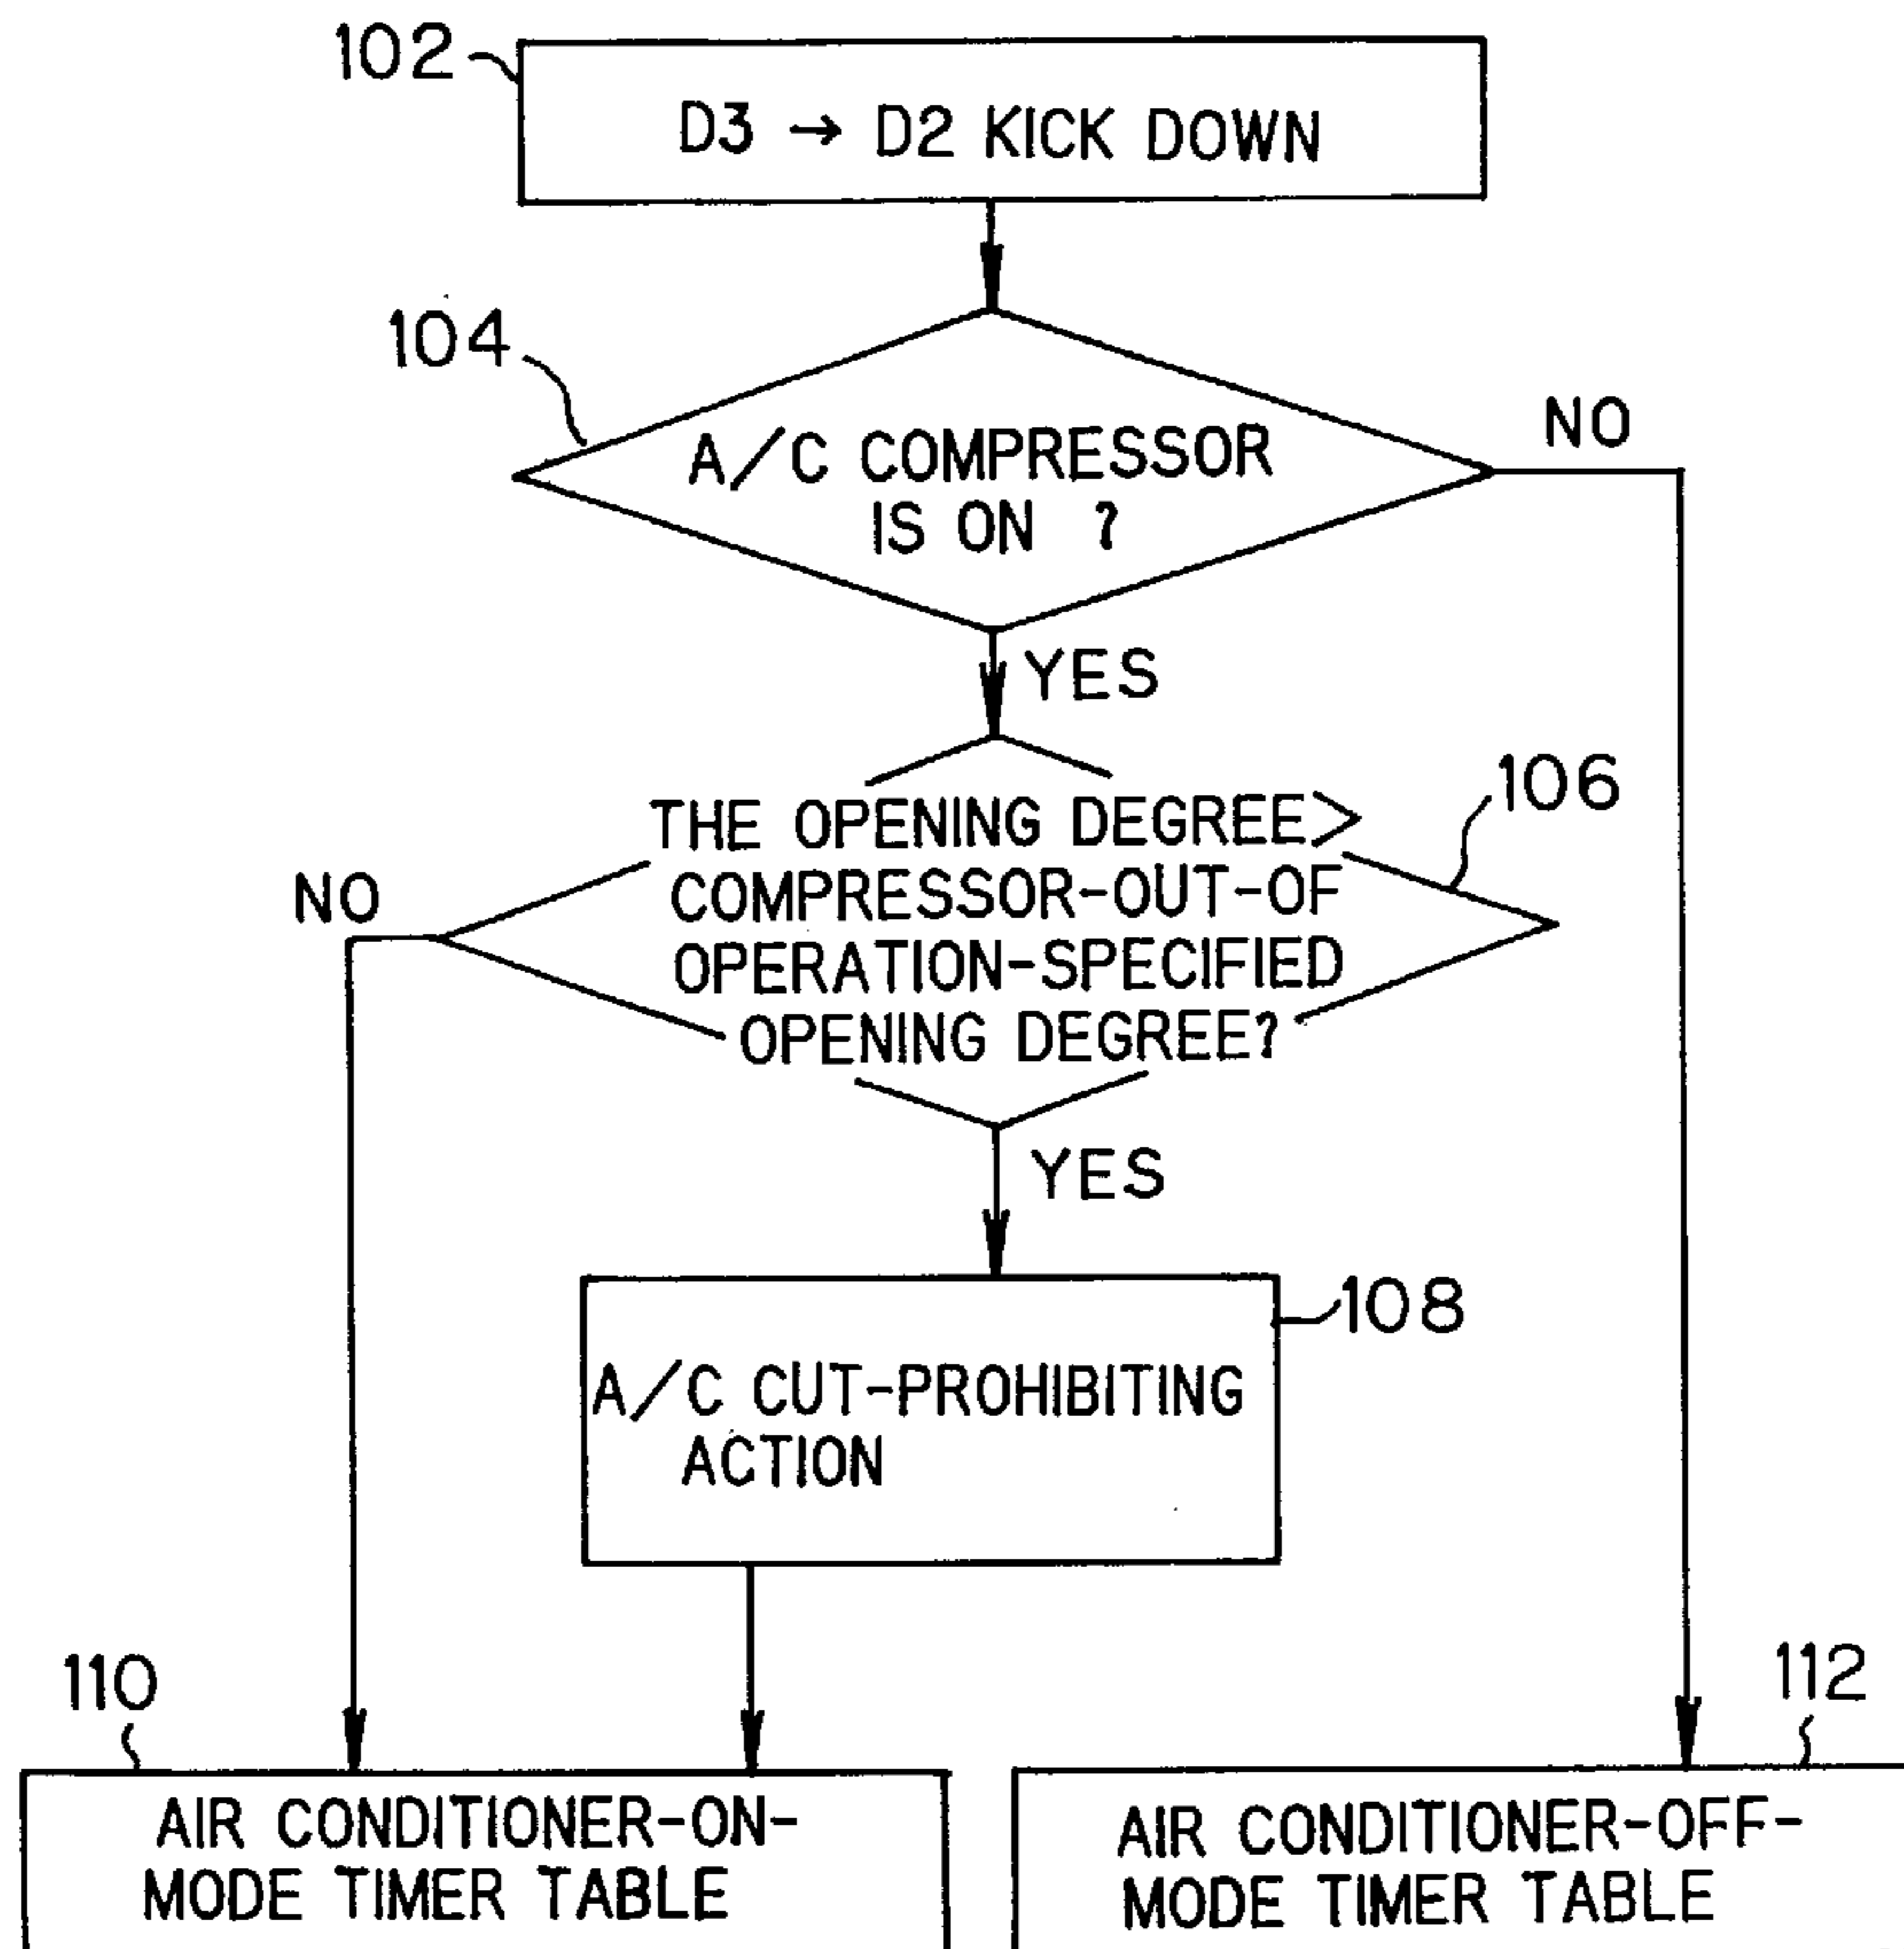 102
D3 → D2 KICK DOWN
104
A/C COMPRESSOR
IS ON ?
NO
YES
106
THE OPENING DEGREE>
COMPRESSOR-OUT-OF
OPERATION-SPECIFIED
OPENING DEGREE?
NO
YES
108
A/C CUT-PROHIBITING
ACTION
110
AIR CONDITIONER-ON-
MODE TIMER TABLE
112
AIR CONDITIONER-OFF-
MODE TIMER TABLE